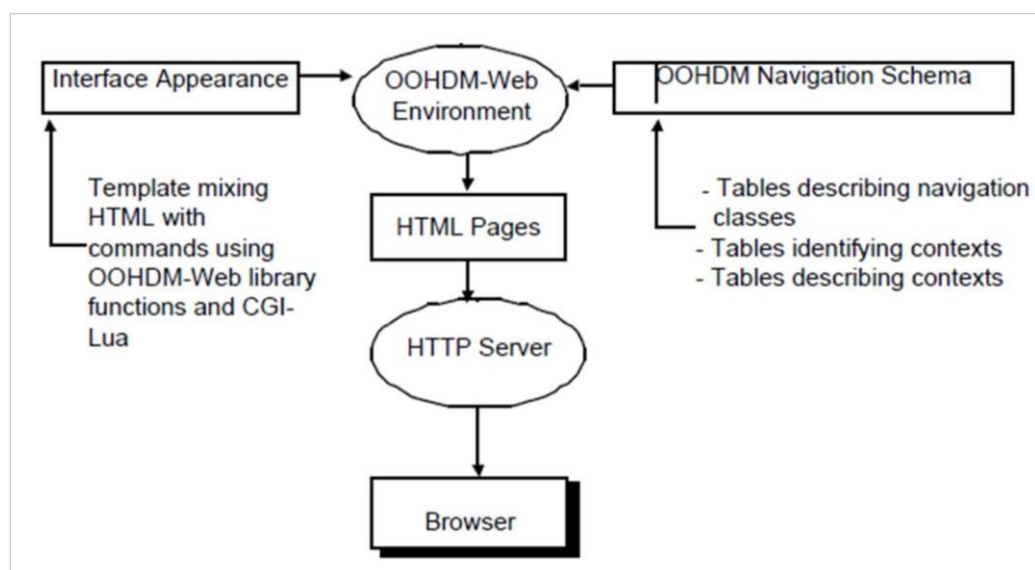 Interface Appearance
OOHDM-Web
Environment
OOHDM Navigation Schema
Template mixing
HTML with
commands using
OOHDM-Web library
functions and CGI-
Lua
HTML Pages
- Tables describing navigation
classes
- Tables identifying contexts
- Tables describing contexts
HTTP Server
Browser